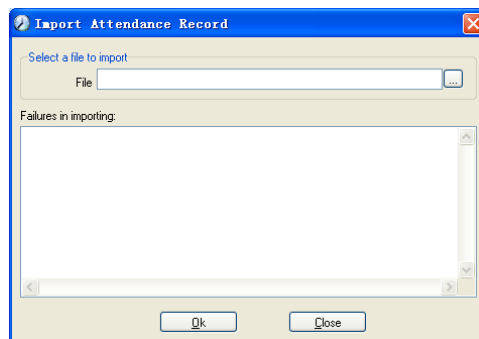 Import Attendance Record
Select a file to import
File
...
Failures in importing:
Ok
Close